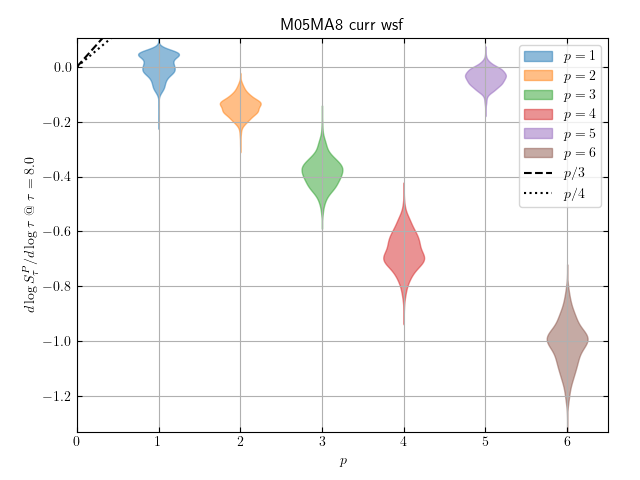 M05MA8 curr wsf
d log S_τ^P / d log τ @ τ = 8.0
0.0
−0.2
−0.4
−0.6
−0.8
−1.0
−1.2
0 1 2 3 4 5 6
p
p = 1
p = 2
p = 3
p = 4
p = 5
p = 6
p/3
p/4